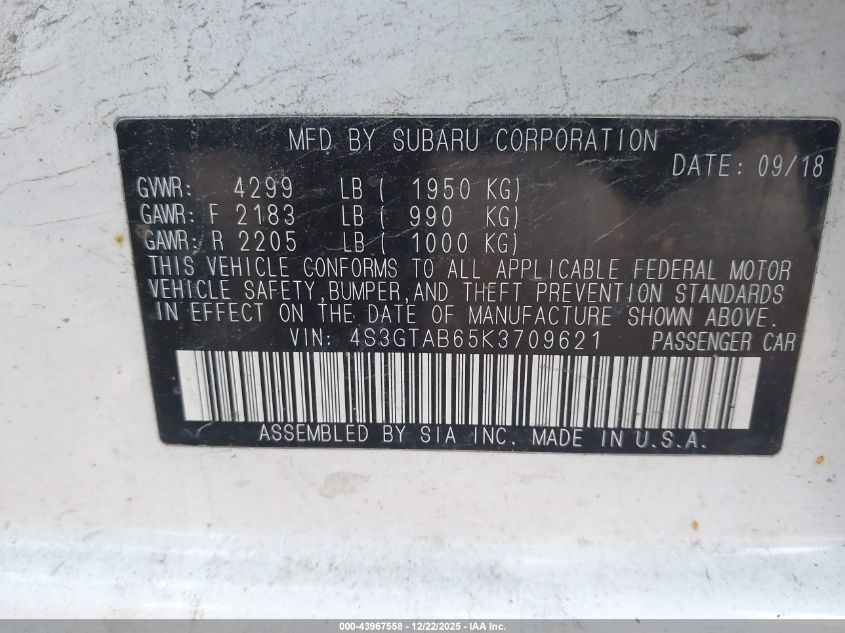 MFD BY SUBARU CORPORATION
DATE: 09/18
GVWR: 4299 LB ( 1950 KG)
GAWR: F 2183 LB ( 990 KG)
GAWR: R 2205 LB ( 1000 KG)
THIS VEHICLE CONFORMS TO ALL APPLICABLE FEDERAL MOTOR
VEHICLE SAFETY,BUMPER,AND THEFT PREVENTION STANDARDS
IN EFFECT ON THE DATE OF MANUFACTURE SHOWN ABOVE.
VIN: 4S3GTAB65K3709621 PASSENGER CAR
ASSEMBLED BY SIA INC. MADE IN U.S.A.
000-43967558 - 12/22/2025 - IAA Inc.